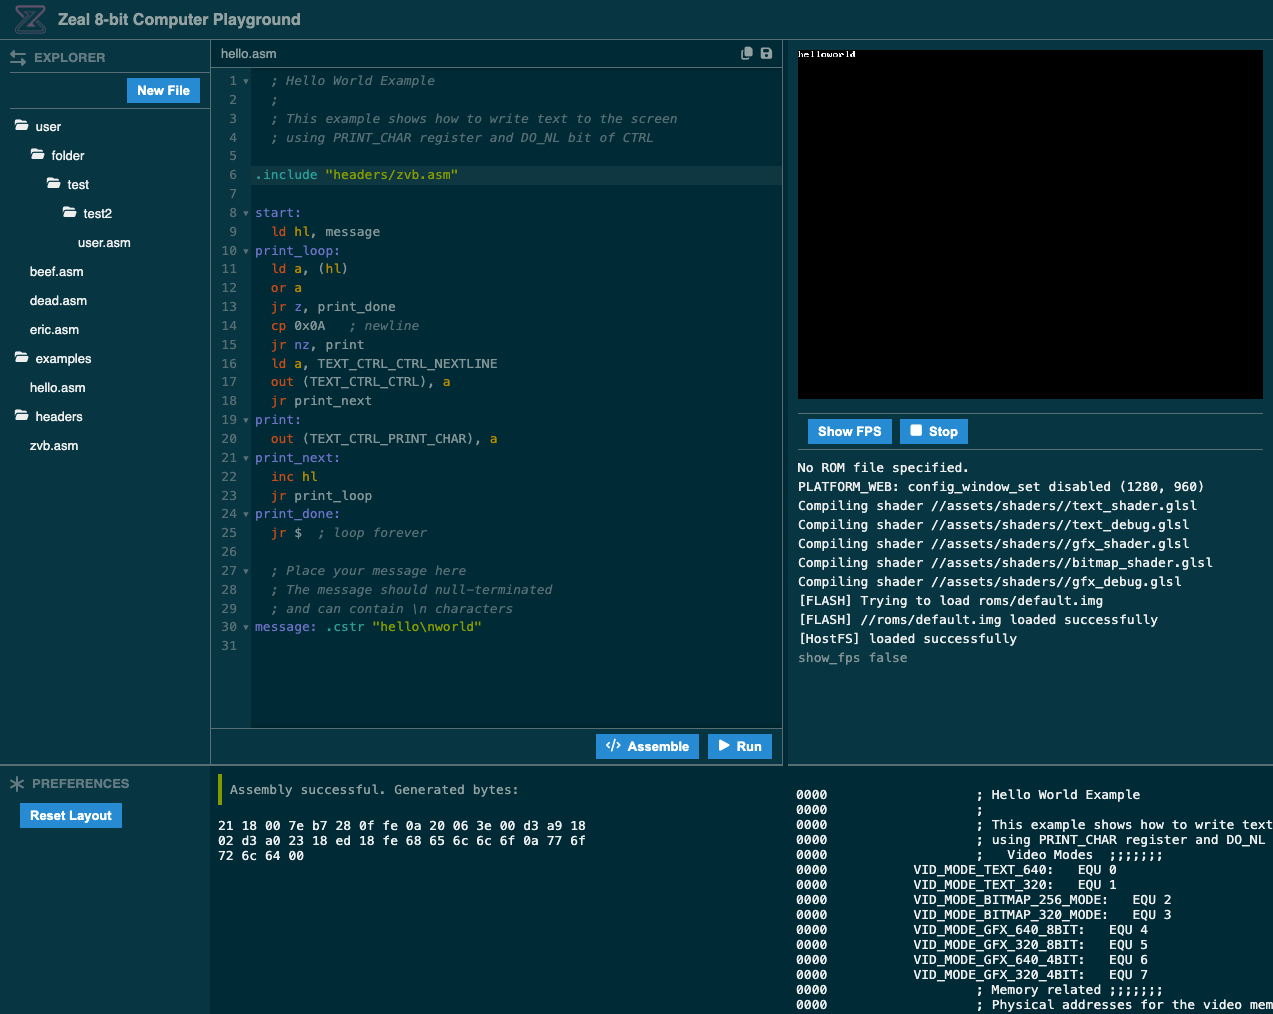 Zeal 8-bit Computer Playground
EXPLORER
New File
user
folder
test
test2
user.asm
beef.asm
dead.asm
eric.asm
examples
hello.asm
headers
zvb.asm
hello.asm
1 ; Hello World Example
2 ;
3 ; This example shows how to write text to the screen
4 ; using PRINT_CHAR register and DO_NL bit of CTRL
5
6 .include "headers/zvb.asm"
7
8 start:
9 ld hl, message
10 print_loop:
11 ld a, (hl)
12 or a
13 jr z, print_done
14 cp 0x0A ; newline
15 jr nz, print
16 ld a, TEXT_CTRL_CTRL_NEXTLINE
17 out (TEXT_CTRL_CTRL), a
18 jr print_next
19 print:
20 out (TEXT_CTRL_PRINT_CHAR), a
21 print_next:
22 inc hl
23 jr print_loop
24 print_done:
25 jr $ ; loop forever
26
27 ; Place your message here
28 ; The message should null-terminated
29 ; and can contain \n characters
30 message: .cstr "hello\nworld"
31
</> Assemble
Run
helloworld
Show FPS
Stop
No ROM file specified.
PLATFORM_WEB: config_window_set disabled (1280, 960)
Compiling shader //assets/shaders//text_shader.glsl
Compiling shader //assets/shaders//text_debug.glsl
Compiling shader //assets/shaders//gfx_shader.glsl
Compiling shader //assets/shaders//bitmap_shader.glsl
Compiling shader //assets/shaders//gfx_debug.glsl
[FLASH] Trying to load roms/default.img
[FLASH] //roms/default.img loaded successfully
[HostFS] loaded successfully
show_fps false
PREFERENCES
Reset Layout
Assembly successful. Generated bytes:
21 18 00 7e b7 28 0f fe 0a 20 06 3e 00 d3 a9 18
02 d3 a0 23 18 ed 18 fe 68 65 6c 6c 6f 0a 77 6f
72 6c 64 00
0000 ; Hello World Example
0000 ;
0000 ; This example shows how to write text
0000 ; using PRINT_CHAR register and DO_NL
0000 ; Video Modes ;;;;;;;
0000 VID_MODE_TEXT_640: EQU 0
0000 VID_MODE_TEXT_320: EQU 1
0000 VID_MODE_BITMAP_256_MODE: EQU 2
0000 VID_MODE_BITMAP_320_MODE: EQU 3
0000 VID_MODE_GFX_640_8BIT: EQU 4
0000 VID_MODE_GFX_320_8BIT: EQU 5
0000 VID_MODE_GFX_640_4BIT: EQU 6
0000 VID_MODE_GFX_320_4BIT: EQU 7
0000 ; Memory related ;;;;;;;
0000 ; Physical addresses for the video mem